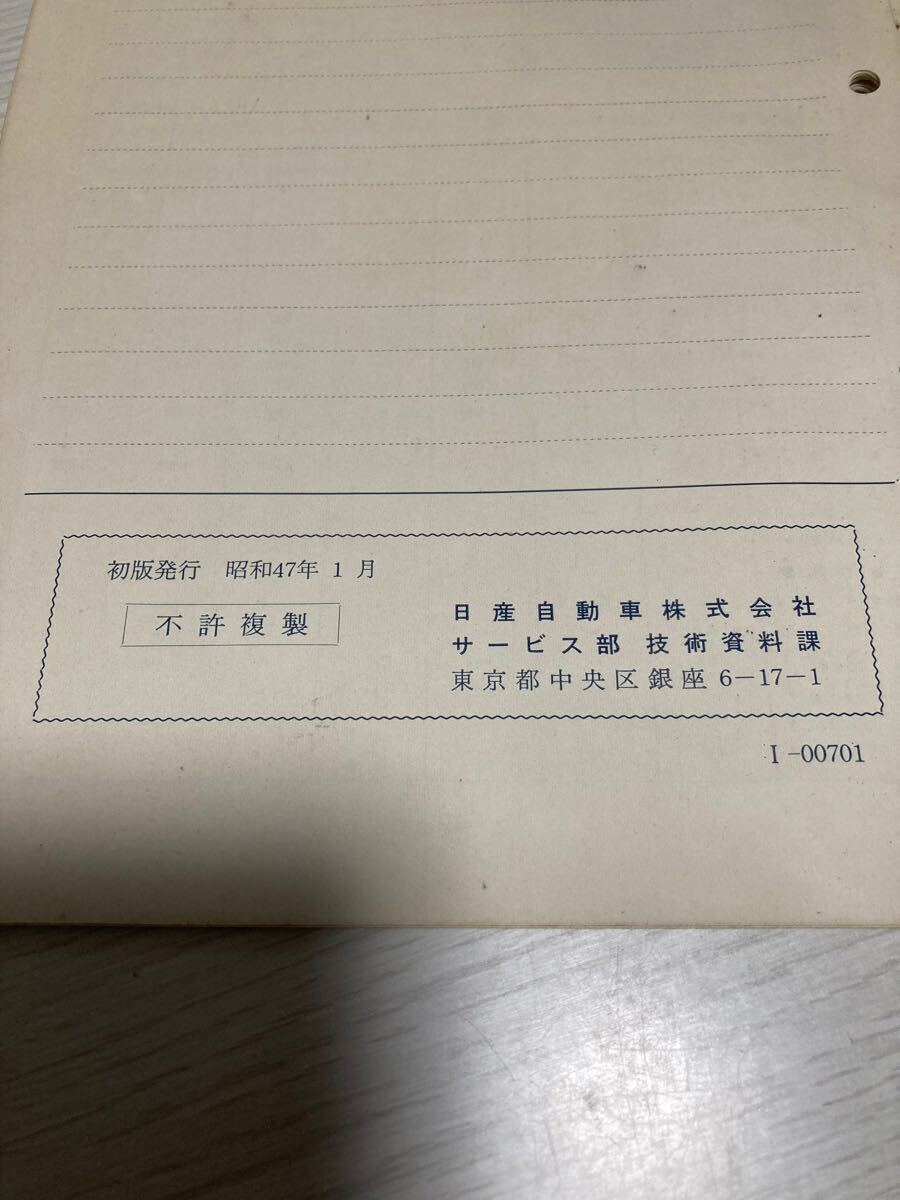 初版発行 昭和47年 1 月
不許複製
日産自動車株式会社
サービス部 技術資料課
東京都中央区銀座 6-17-1
I-00701